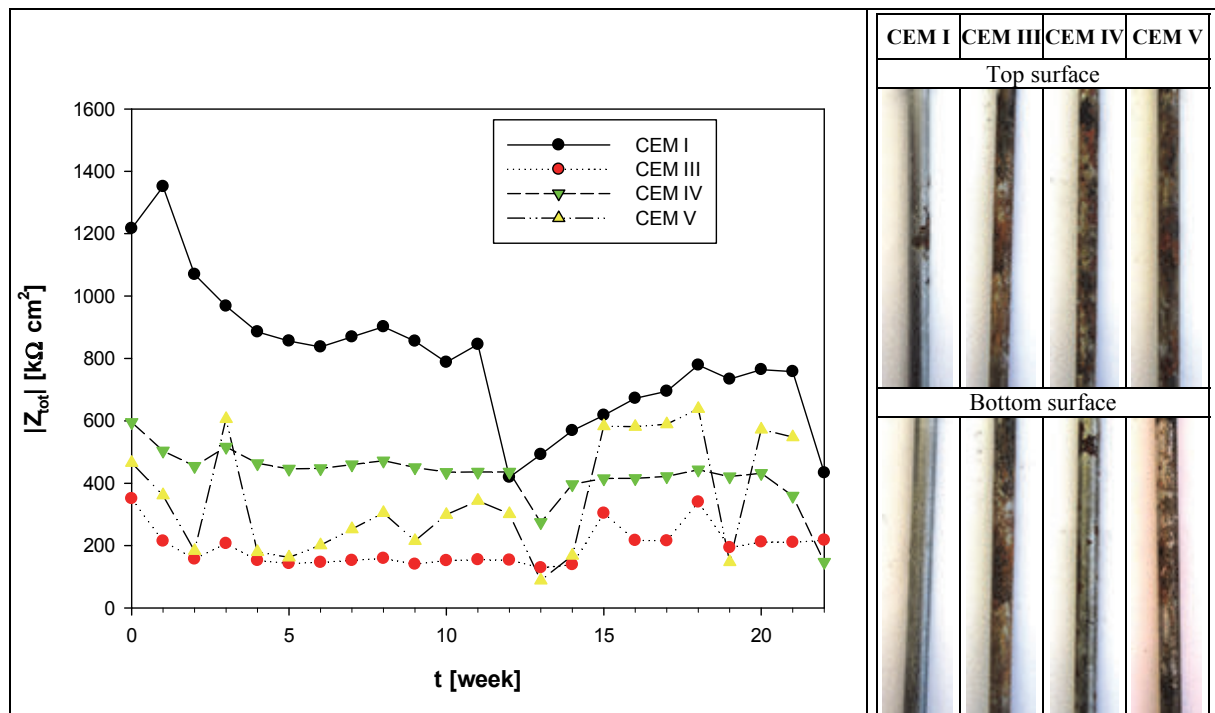 CEM I CEM III CEM IV CEM V
Top surface
1600
1400
1200
1000
800
600
400
200
0
|Z_tot| [kΩ cm²]
CEM I
CEM III
CEM IV
CEM V
0 5 10 15 20
t [week]
Bottom surface